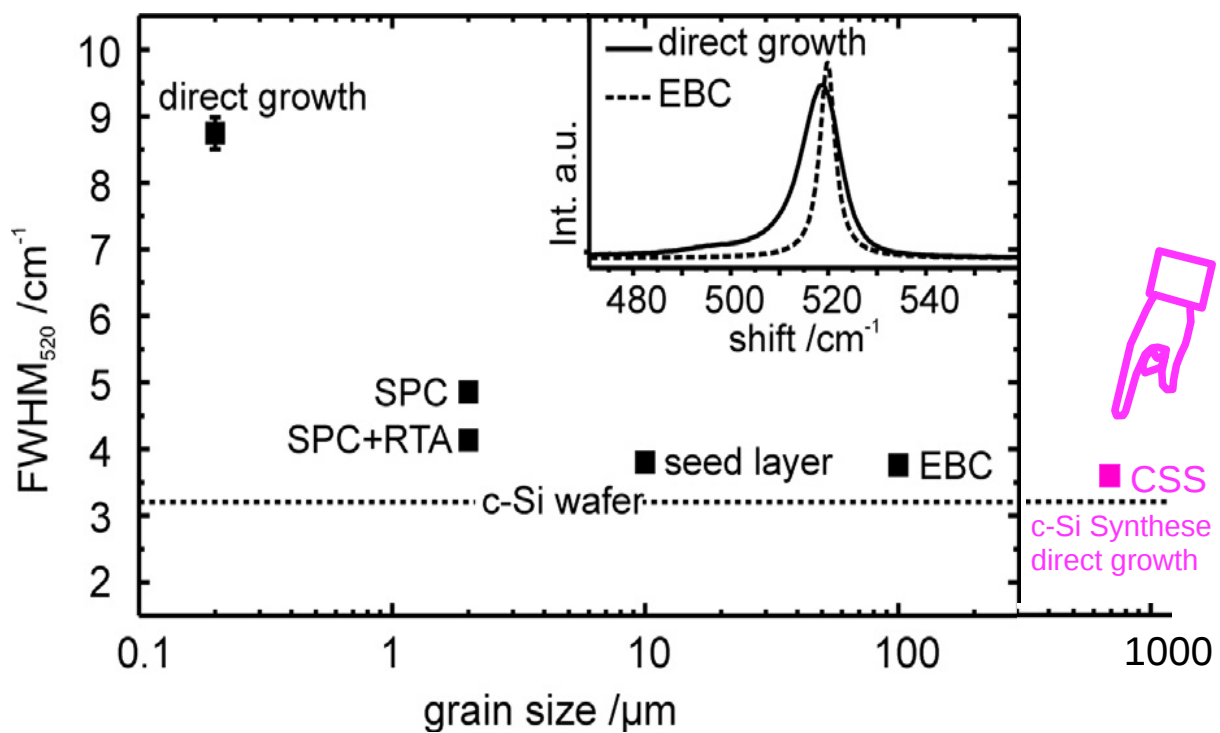 10
9
8
7
6
5
4
3
2
FWHM520 /cm-1
direct growth
SPC
SPC+RTA
seed layer
EBC
c-Si wafer
direct growth
EBC
Int. a.u.
480 500 520 540
shift /cm-1
CSS
c-Si Synthese
direct growth
0.1 1 10 100 1000
grain size /µm